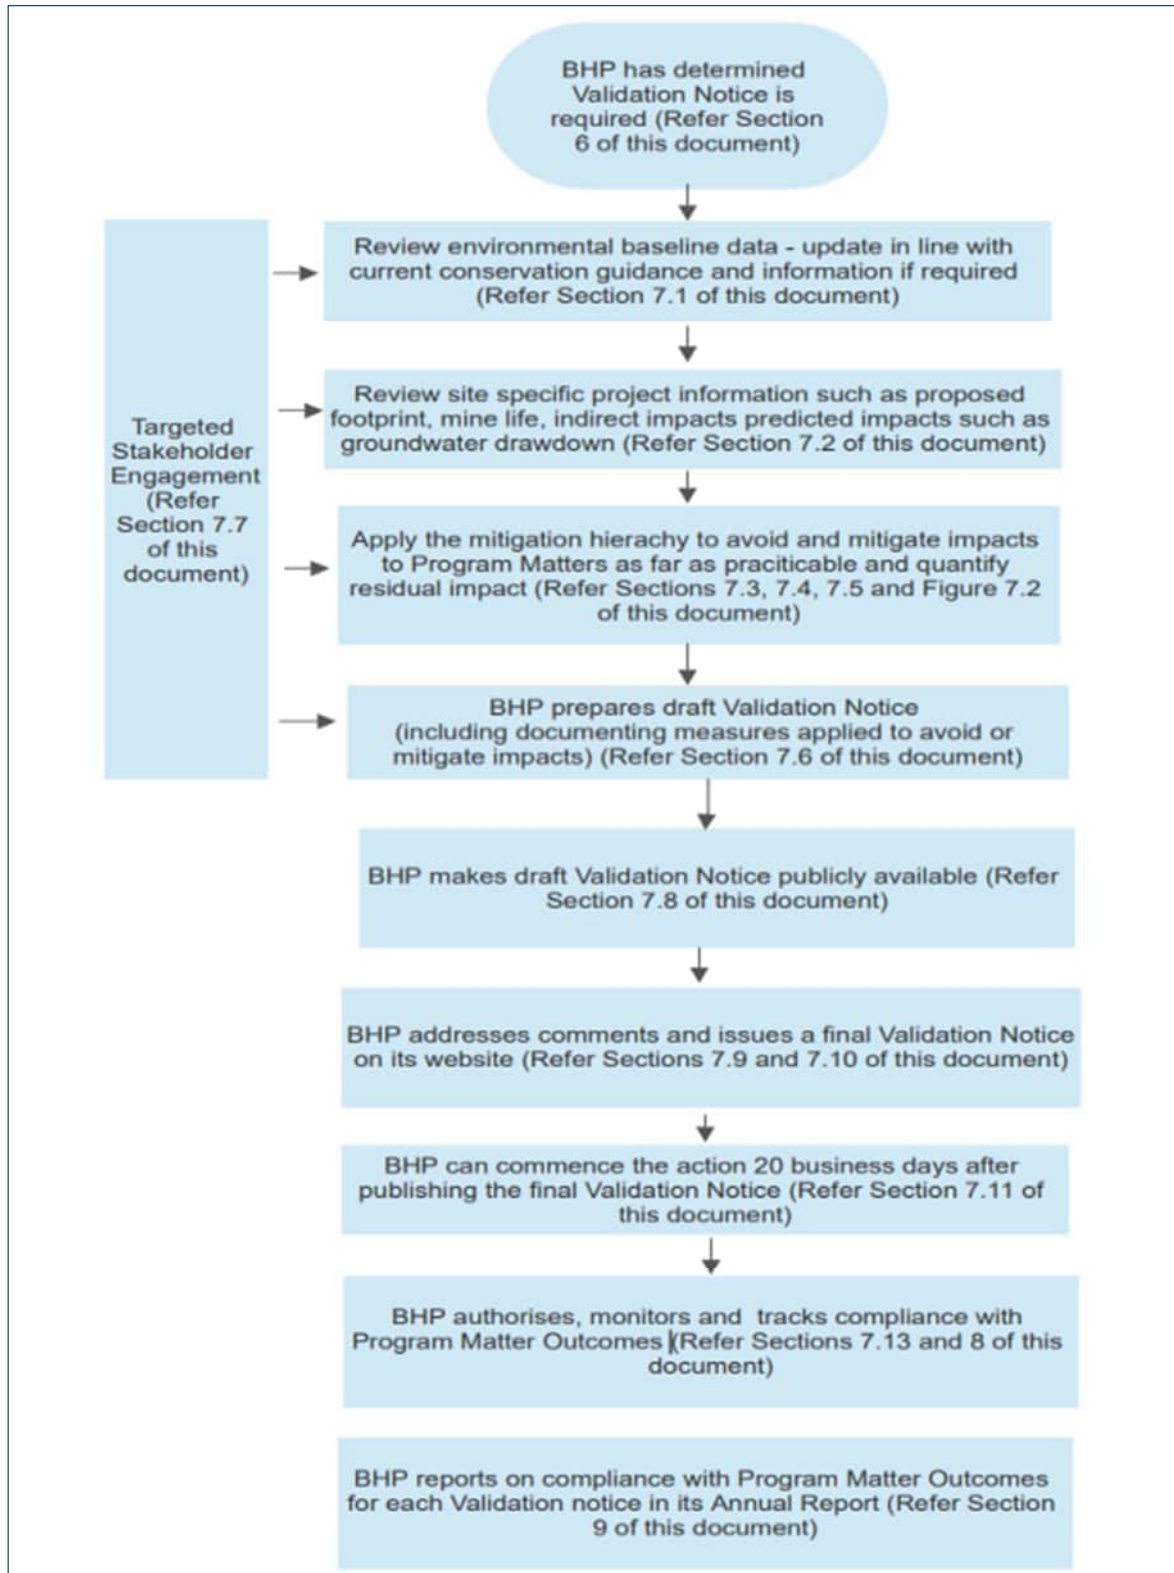 BHP has determined
Validation Notice is
required (Refer Section
6 of this document)
Targeted
Stakeholder
Engagement
(Refer
Section 7.7
of this
document)
Review environmental baseline data - update in line with
current conservation guidance and information if required
(Refer Section 7.1 of this document)
Review site specific project information such as proposed
footprint, mine life, indirect impacts predicted impacts such as
groundwater drawdown (Refer Section 7.2 of this document)
Apply the mitigation hierachy to avoid and mitigate impacts
to Program Matters as far as praciticable and quantify
residual impact (Refer Sections 7.3, 7.4, 7.5 and Figure 7.2
of this document)
BHP prepares draft Validation Notice
(including documenting measures applied to avoid or
mitigate impacts) (Refer Section 7.6 of this document)
BHP makes draft Validation Notice publicly available (Refer
Section 7.8 of this document)
BHP addresses comments and issues a final Validation Notice
on its website (Refer Sections 7.9 and 7.10 of this document)
BHP can commence the action 20 business days after
publishing the final Validation Notice (Refer Section 7.11 of
this document)
BHP authorises, monitors and tracks compliance with
Program Matter Outcomes (Refer Sections 7.13 and 8 of this
document)
BHP reports on compliance with Program Matter Outcomes
for each Validation notice in its Annual Report (Refer Section
9 of this document)